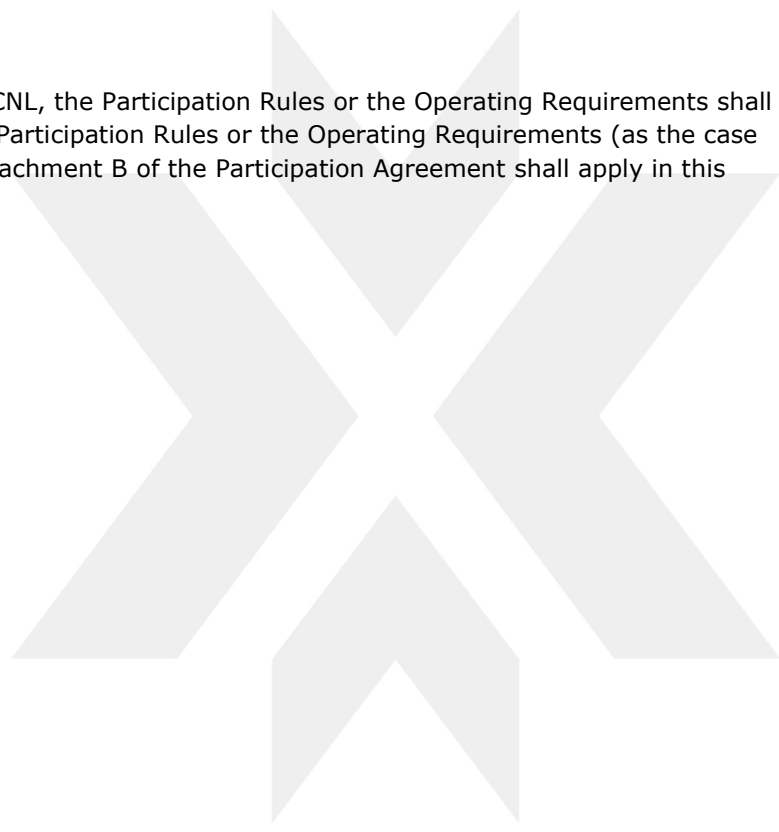 CNL, the Participation Rules or the Operating Requirements shall
Participation Rules or the Operating Requirements (as the case
achment B of the Participation Agreement shall apply in this